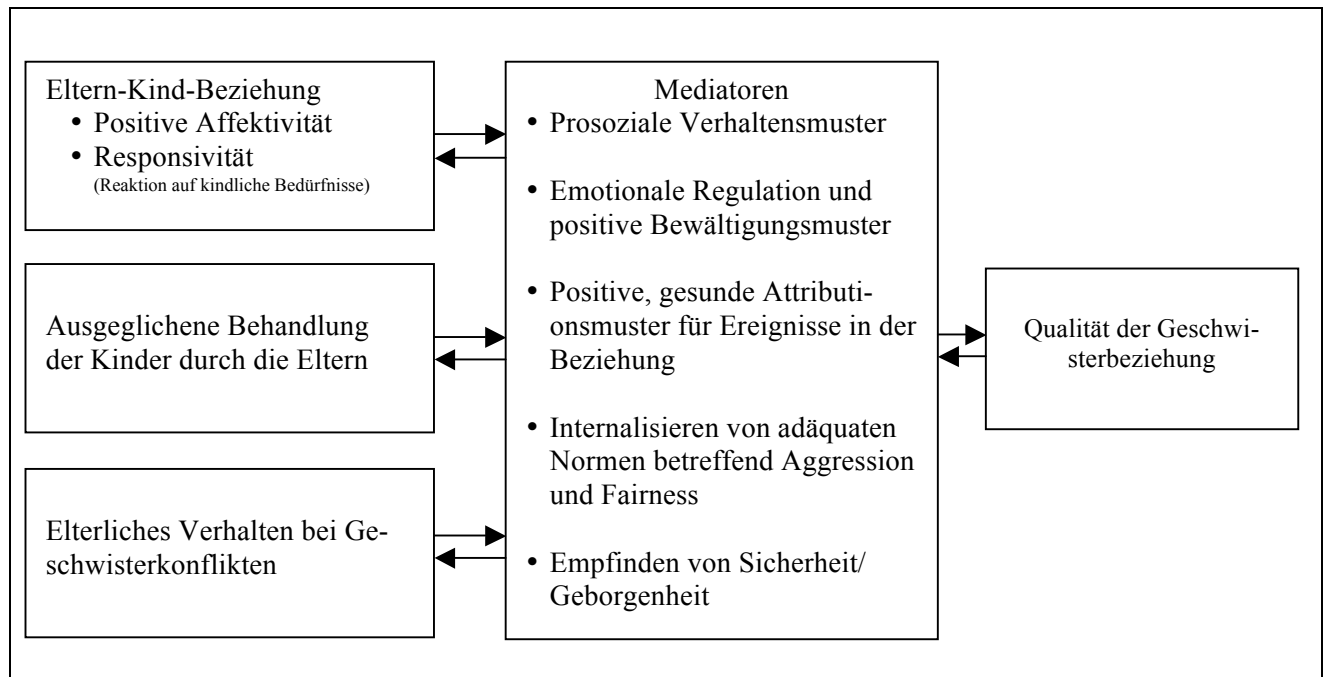 Eltern-Kind-Beziehung
• Positive Affektivität
• Responsivität
(Reaktion auf kindliche Bedürfnisse)
Ausgeglichene Behandlung
der Kinder durch die Eltern
Elterliches Verhalten bei Ge-
schwisterkonflikten
Mediatoren
• Prosoziale Verhaltensmuster
• Emotionale Regulation und
positive Bewältigungsmuster
• Positive, gesunde Attributi-
onsmuster für Ereignisse in der
Beziehung
• Internalisieren von adäquaten
Normen betreffend Aggression
und Fairness
• Empfinden von Sicherheit/
Geborgenheit
Qualität der Geschwi-
sterbeziehung